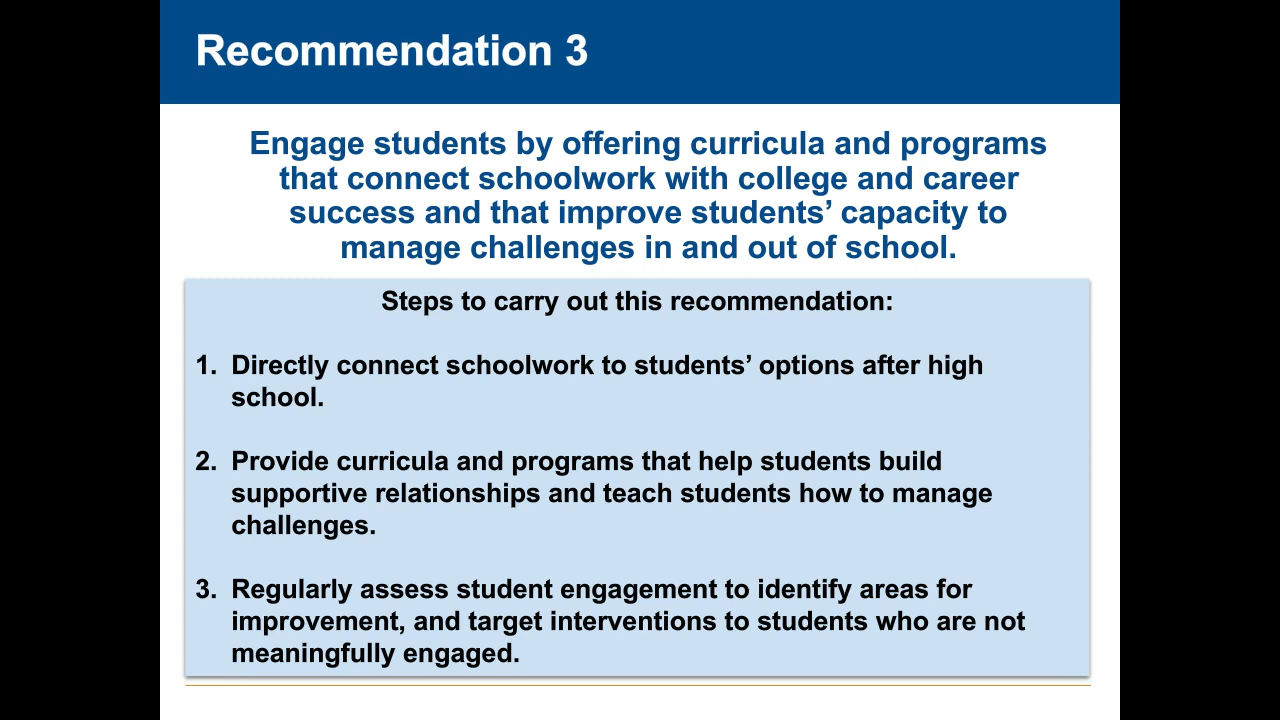 Recommendation 3
Engage students by offering curricula and programs
that connect schoolwork with college and career
success and that improve students’ capacity to
manage challenges in and out of school.
Steps to carry out this recommendation:
1. Directly connect schoolwork to students’ options after high
school.
2. Provide curricula and programs that help students build
supportive relationships and teach students how to manage
challenges.
3. Regularly assess student engagement to identify areas for
improvement, and target interventions to students who are not
meaningfully engaged.